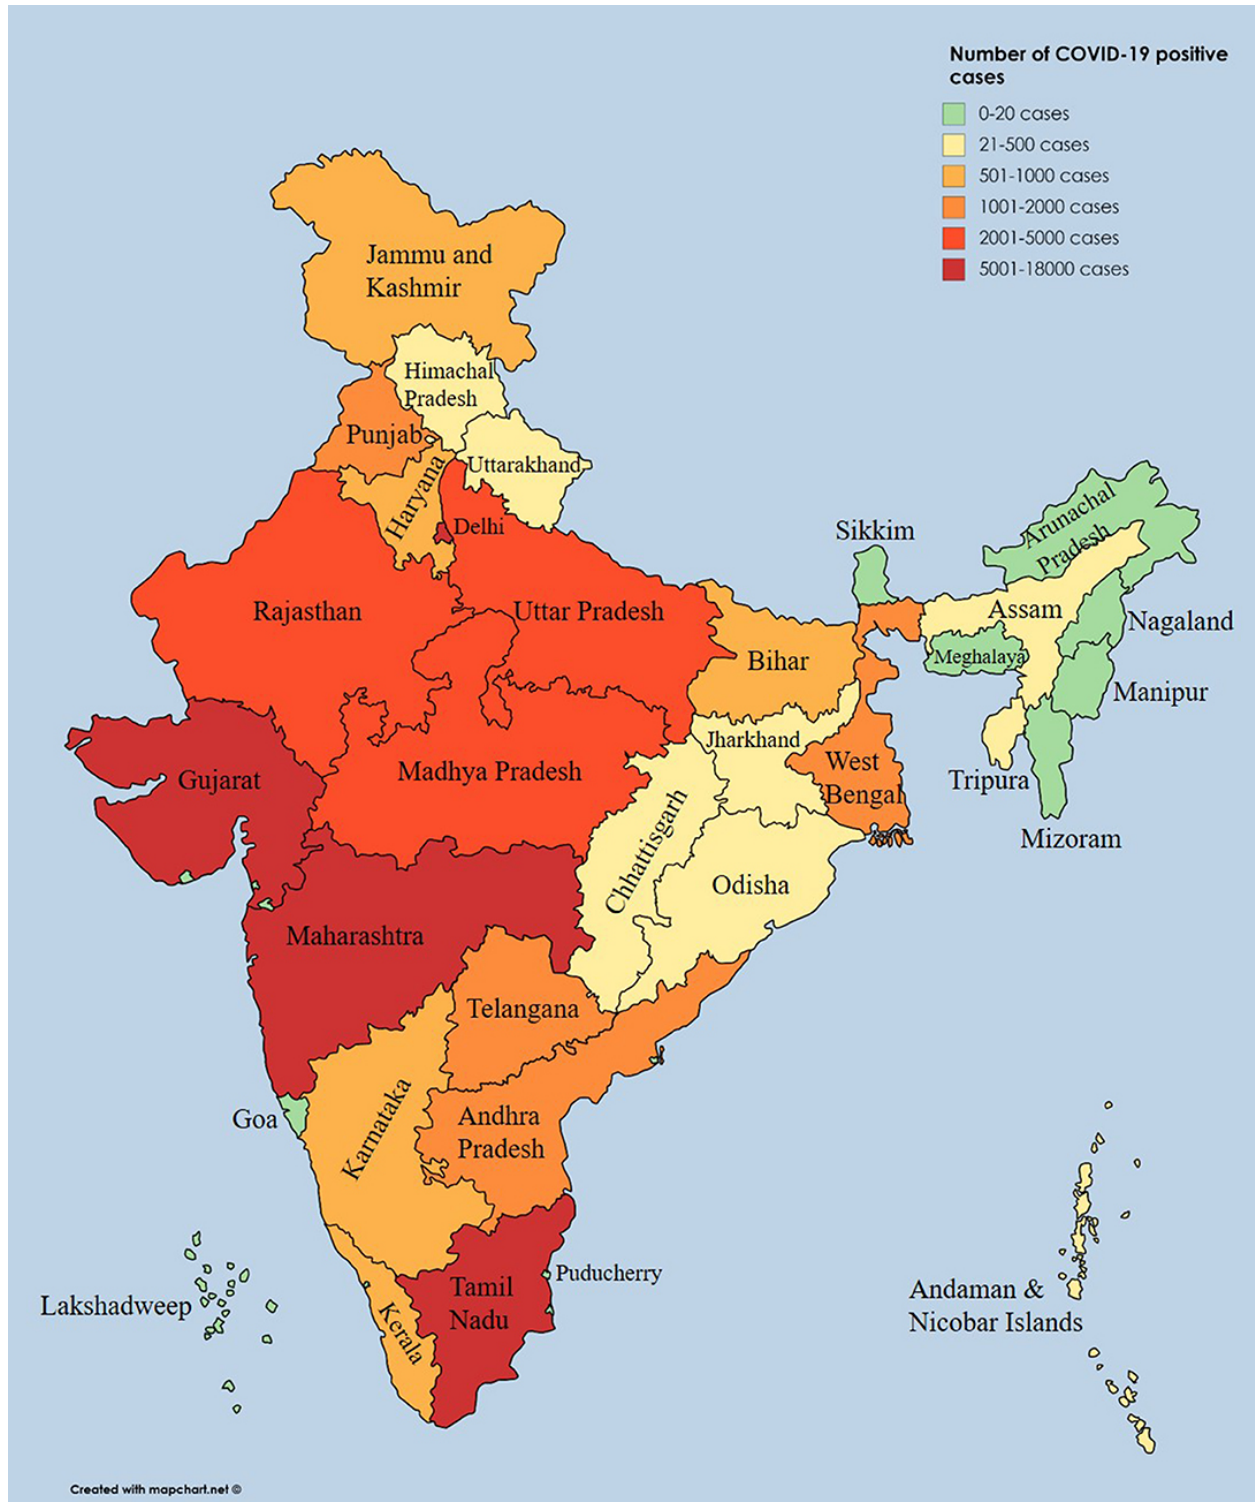 Number of COVID-19 positive
cases
0-20 cases
21-500 cases
501-1000 cases
1001-2000 cases
2001-5000 cases
5001-18000 cases
Jammu and
Kashmir
Himachal
Pradesh
Punjab
Uttarakhand
Haryana
Delhi
Sikkim
Arunachal
Pradesh
Rajasthan
Uttar Pradesh
Assam
Nagaland
Bihar
Meghalaya
Manipur
Jharkhand
Gujarat
Madhya Pradesh
West
Bengal
Tripura
Mizoram
Chhattisgarh
Odisha
Maharashtra
Telangana
Goa
Karnataka
Andhra
Pradesh
Puducherry
Lakshadweep
Tamil
Nadu
Kerala
Andaman &
Nicobar Islands
Created with mapchart.net ©